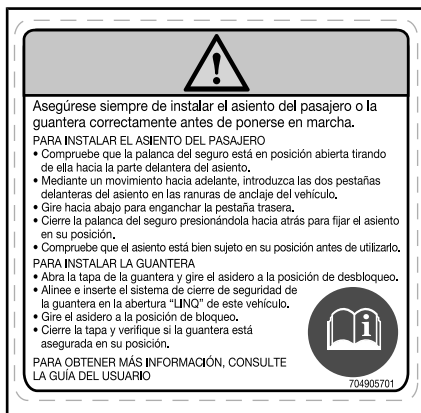 Asegúrese siempre de instalar el asiento del pasajero o la
guantera correctamente antes de ponerse en marcha.
PARA INSTALAR EL ASIENTO DEL PASAJERO
• Compruebe que la palanca del seguro está en posición abierta tirando
de ella hacia la parte delantera del asiento.
• Mediante un movimiento hacia adelante, introduzca las dos pestañas
delanteras del asiento en las ranuras de anclaje del vehículo.
• Gire hacia abajo para enganchar la pestaña trasera.
• Cierre la palanca del seguro presionándola hacia atrás para fijar el asiento
en su posición.
• Compruebe que el asiento está bien sujeto en su posición antes de utilizarlo.
PARA INSTALAR LA GUANTERA
• Abra la tapa de la guantera y gire el asidero a la posición de desbloqueo.
• Alinee e inserte el sistema de cierre de seguridad de
la guantera en la abertura “LINQ” de este vehículo.
• Gire el asidero a la posición de bloqueo.
• Cierre la tapa y verifique si la guantera está
asegurada en su posición.
PARA OBTENER MÁS INFORMACIÓN, CONSULTE
LA GUÍA DEL USUARIO
704905701